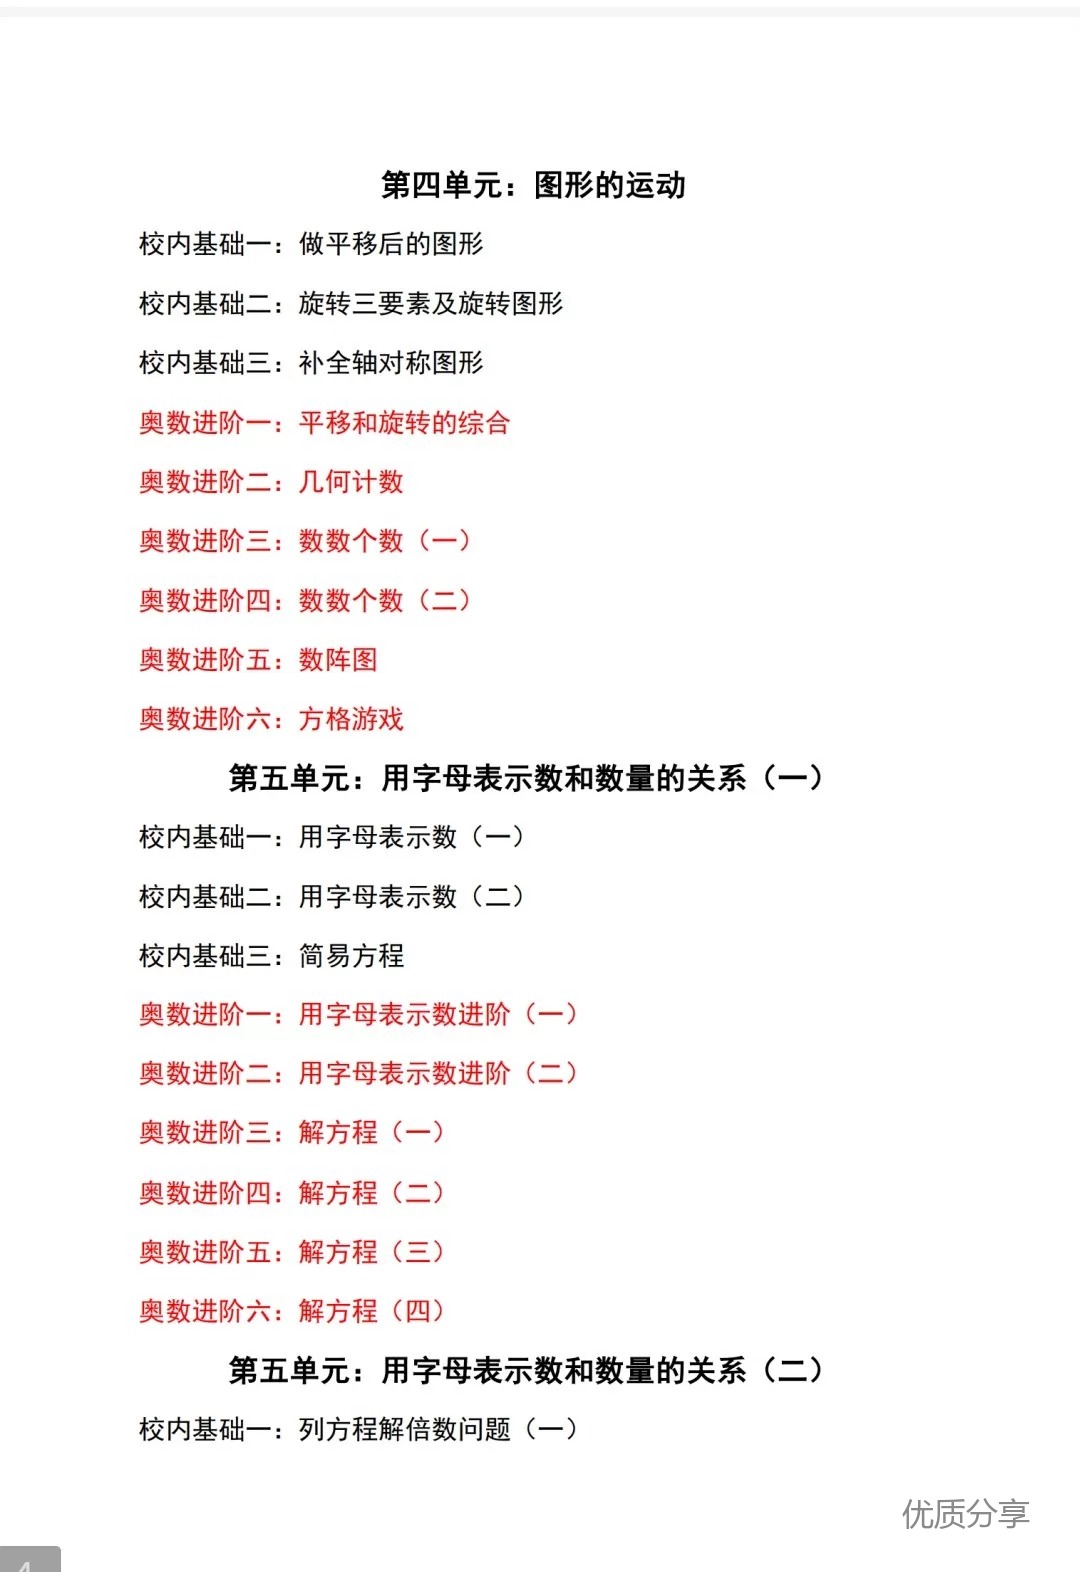 第四单元：图形的运动
校内基础一：做平移后的图形
校内基础二：旋转三要素及旋转图形
校内基础三：补全轴对称图形
奥数进阶一：平移和旋转的综合
奥数进阶二：几何计数
奥数进阶三：数数个数（一）
奥数进阶四：数数个数（二）
奥数进阶五：数阵图
奥数进阶六：方格游戏
第五单元：用字母表示数和数量的关系（一）
校内基础一：用字母表示数（一）
校内基础二：用字母表示数（二）
校内基础三：简易方程
奥数进阶一：用字母表示数进阶（一）
奥数进阶二：用字母表示数进阶（二）
奥数进阶三：解方程（一）
奥数进阶四：解方程（二）
奥数进阶五：解方程（三）
奥数进阶六：解方程（四）
第五单元：用字母表示数和数量的关系（二）
校内基础一：列方程解倍数问题（一）
优质分享